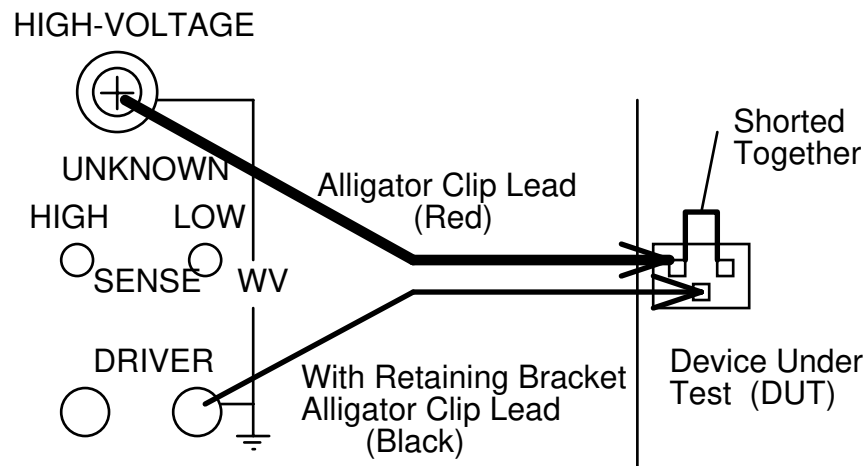 HIGH-VOLTAGE
Shorted
Together
UNKNOWN
Alligator Clip Lead
(Red)
HIGH LOW
SENSE WV
DRIVER
With Retaining Bracket
Alligator Clip Lead
(Black)
Device Under
Test (DUT)